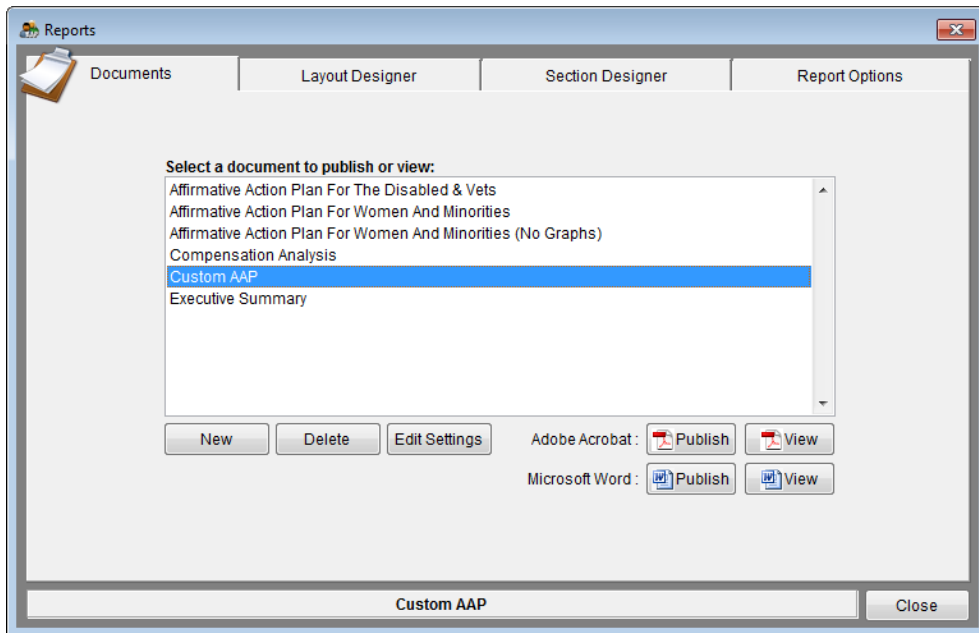 Reports
Documents Layout Designer Section Designer Report Options
Select a document to publish or view:
Affirmative Action Plan For The Disabled & Vets
Affirmative Action Plan For Women And Minorities
Affirmative Action Plan For Women And Minorities (No Graphs)
Compensation Analysis
Custom AAP
Executive Summary
New Delete Edit Settings Adobe Acrobat : Publish View
Microsoft Word : Publish View
Custom AAP Close